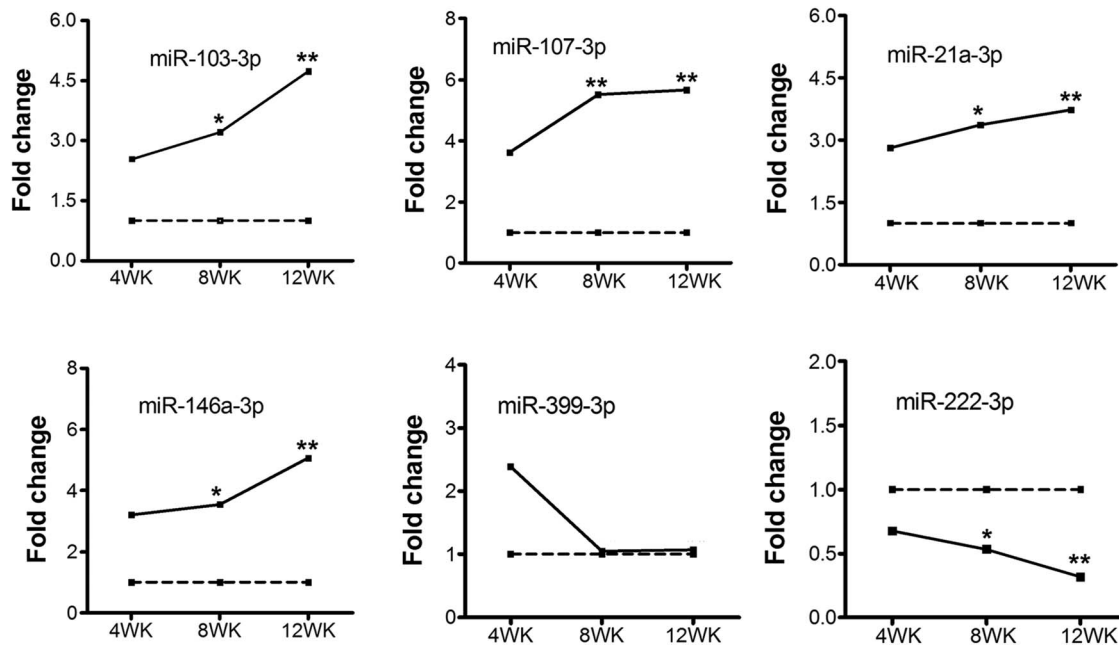 Fold change
6.0
4.5
3.0
1.5
0.0
miR-103-3p
*
**
4WK 8WK 12WK
Fold change
8
6
4
2
0
miR-107-3p
**
**
4WK 8WK 12WK
Fold change
6.0
4.5
3.0
1.5
0.0
miR-21a-3p
*
**
4WK 8WK 12WK
Fold change
8
6
4
2
0
miR-146a-3p
*
**
4WK 8WK 12WK
Fold change
4
3
2
1
0
miR-399-3p
4WK 8WK 12WK
Fold change
2.0
1.5
1.0
0.5
0.0
miR-222-3p
*
**
4WK 8WK 12WK